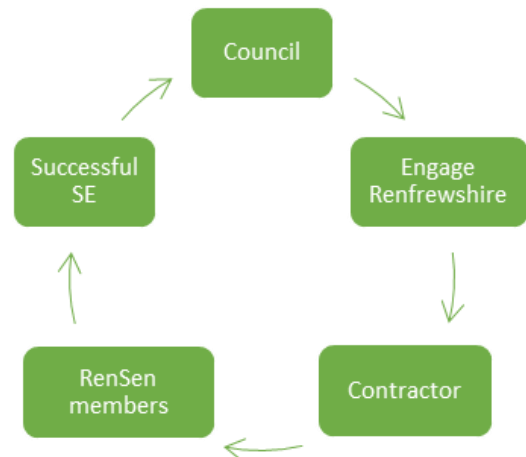 Council
Engage
Renfrewshire
Contractor
RenSen
members
Successful
SE